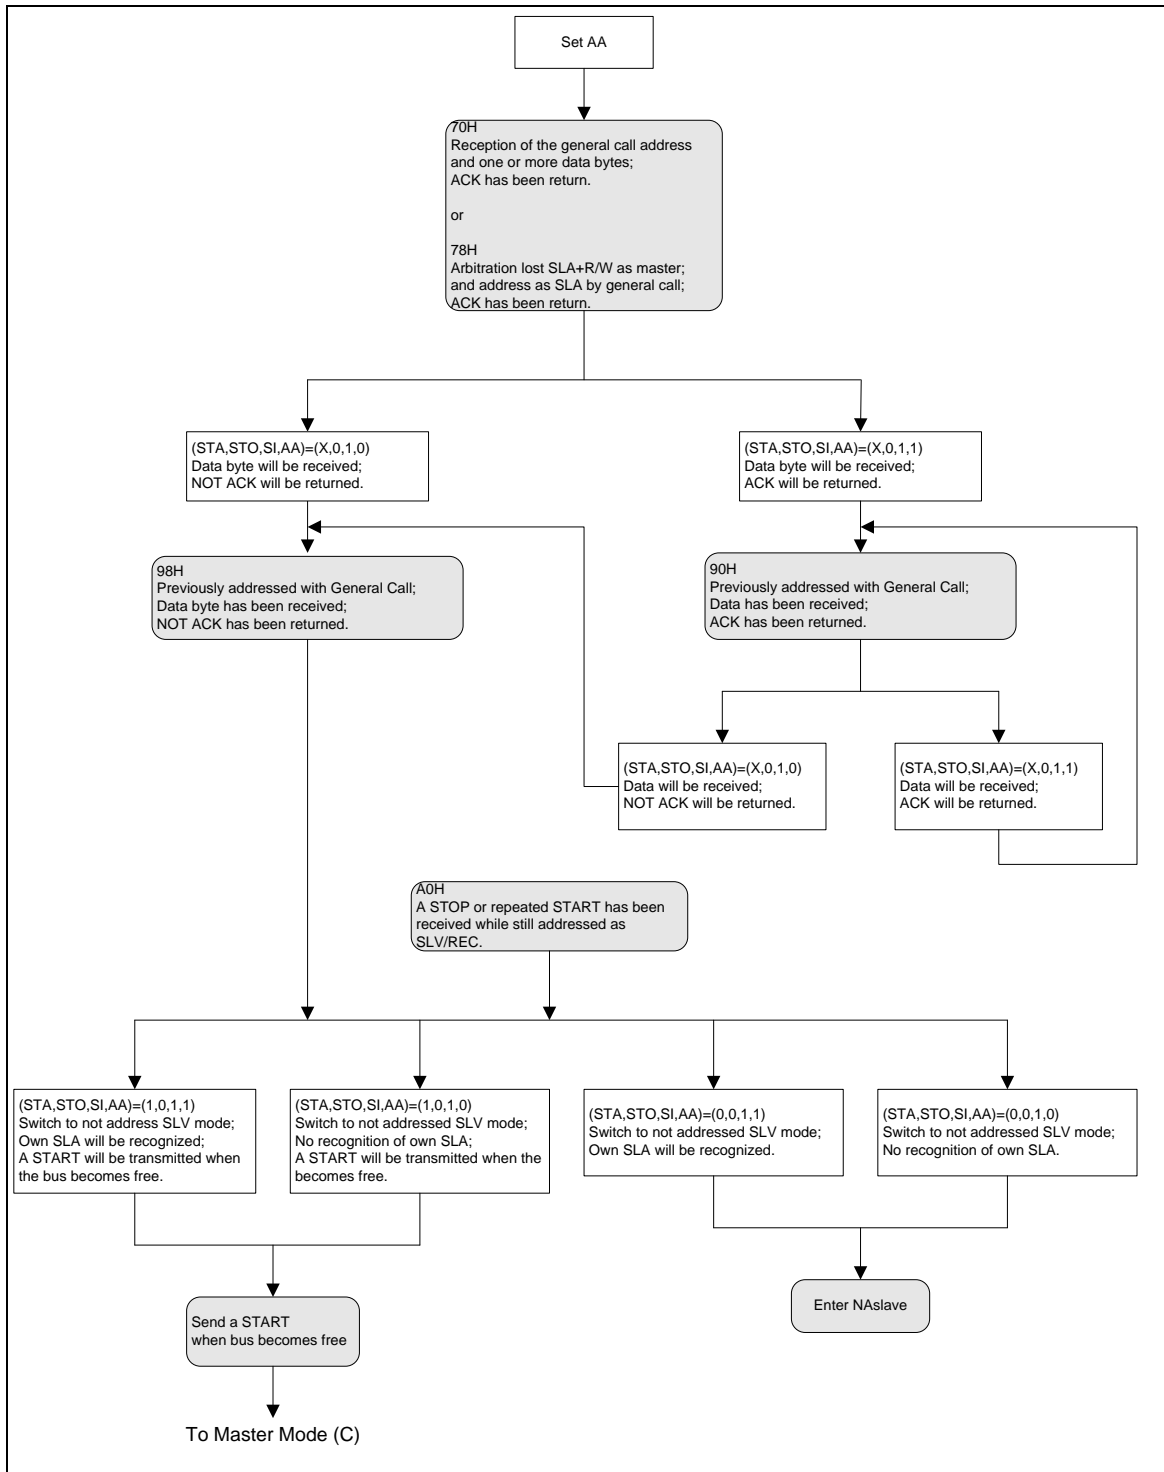 Set AA
70H
Reception of the general call address
and one or more data bytes;
ACK has been return.
or
78H
Arbitration lost SLA+R/W as master;
and address as SLA by general call;
ACK has been return.
(STA,STO,SI,AA)=(X,0,1,0)
Data byte will be received;
NOT ACK will be returned.
(STA,STO,SI,AA)=(X,0,1,1)
Data byte will be received;
ACK will be returned.
98H
Previously addressed with General Call;
Data byte has been received;
NOT ACK has been returned.
90H
Previously addressed with General Call;
Data has been received;
ACK has been returned.
(STA,STO,SI,AA)=(X,0,1,0)
Data will be received;
NOT ACK will be returned.
(STA,STO,SI,AA)=(X,0,1,1)
Data will be received;
ACK will be returned.
A0H
A STOP or repeated START has been
received while still addressed as
SLV/REC.
(STA,STO,SI,AA)=(1,0,1,1)
Switch to not address SLV mode;
Own SLA will be recognized;
A START will be transmitted when
the bus becomes free.
(STA,STO,SI,AA)=(1,0,1,0)
Switch to not addressed SLV mode;
No recognition of own SLA;
A START will be transmitted when the
becomes free.
(STA,STO,SI,AA)=(0,0,1,1)
Switch to not addressed SLV mode;
Own SLA will be recognized.
(STA,STO,SI,AA)=(0,0,1,0)
Switch to not addressed SLV mode;
No recognition of own SLA.
Send a START
when bus becomes free
Enter NAslave
To Master Mode (C)